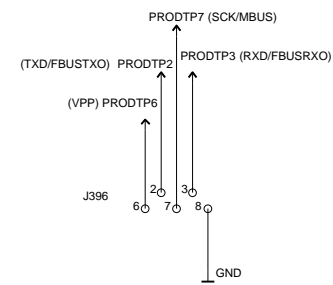 PRODTP7 (SCK/MBUS)
(TXD/FBUSTXO) PRODTP2
PRODTP3 (RXD/FBUSRXO)
(VPP) PRODTP6
J396
2 3
6 7 8
GND